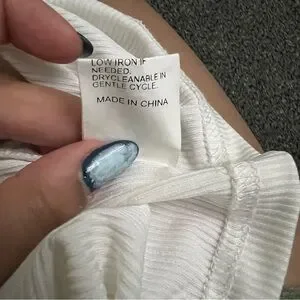 LOW IRON IF
NEEDED.
DRYCLEANABLE IN
GENTLE CYCLE.
MADE IN CHINA